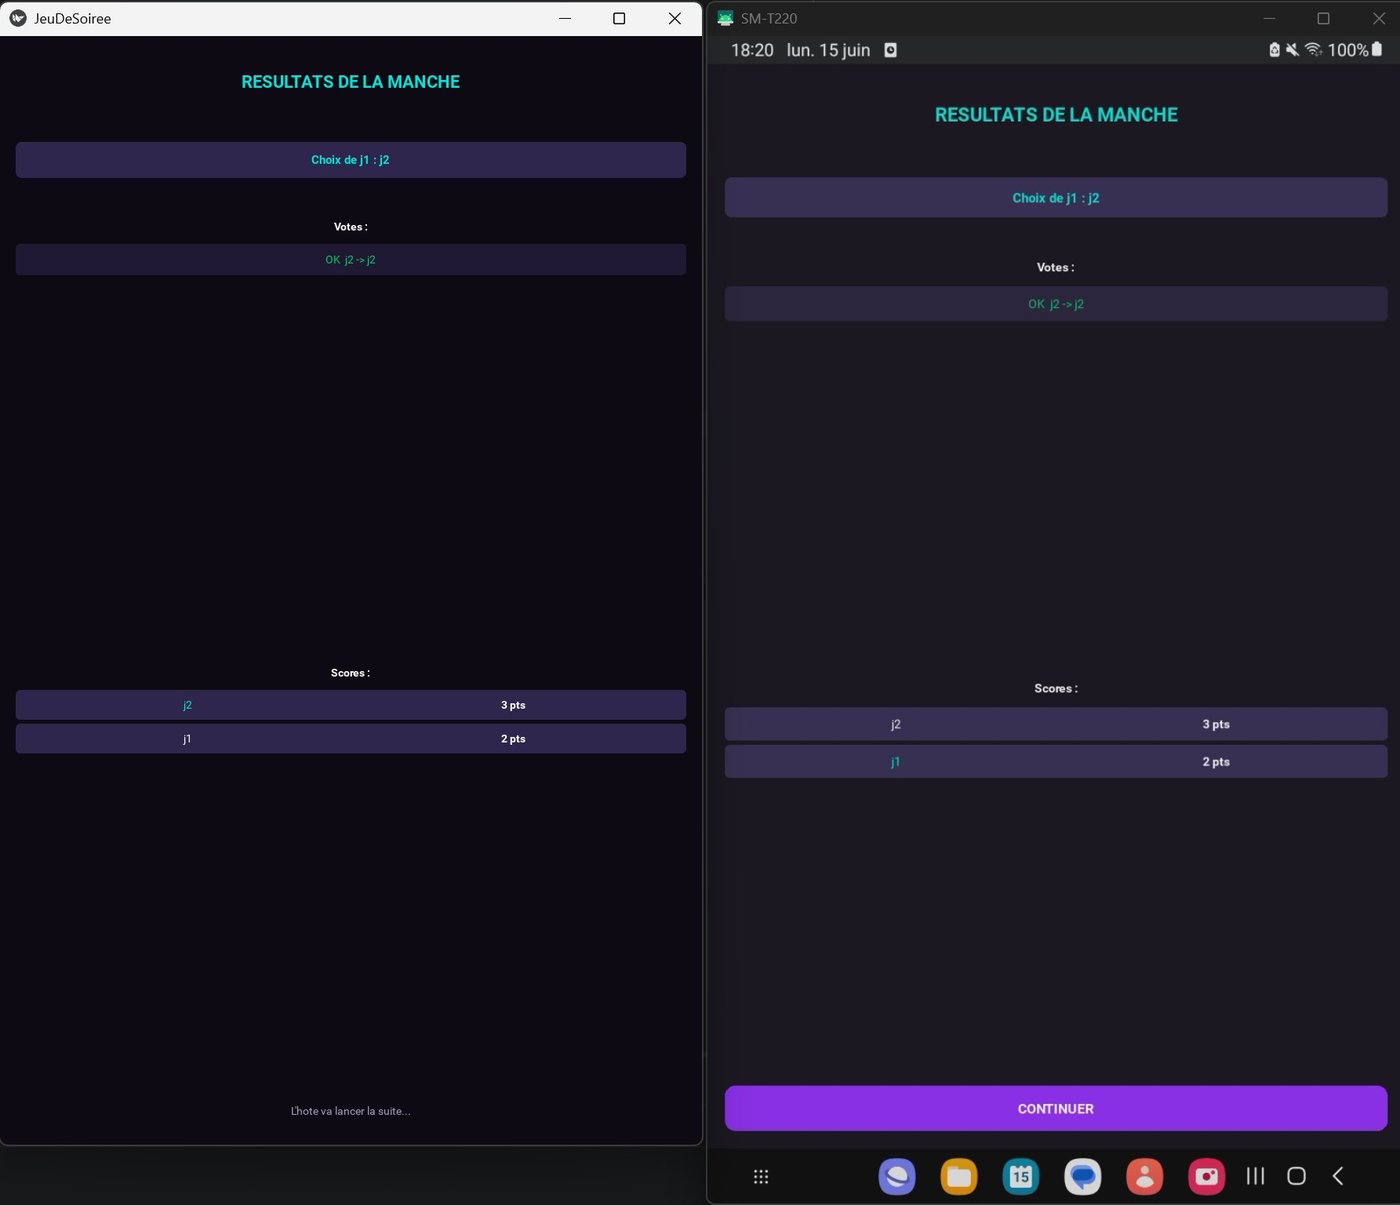 JeuDeSoiree
RESULTATS DE LA MANCHE
Choix de j1 : j2
Votes :
OK j2 -> j2
Scores :
j2 3 pts
j1 2 pts
L'hote va lancer la suite...
SM-T220
18:20 lun. 15 juin 100%
RESULTATS DE LA MANCHE
Choix de j1 : j2
Votes :
OK j2 -> j2
Scores :
j2 3 pts
j1 2 pts
CONTINUER
15